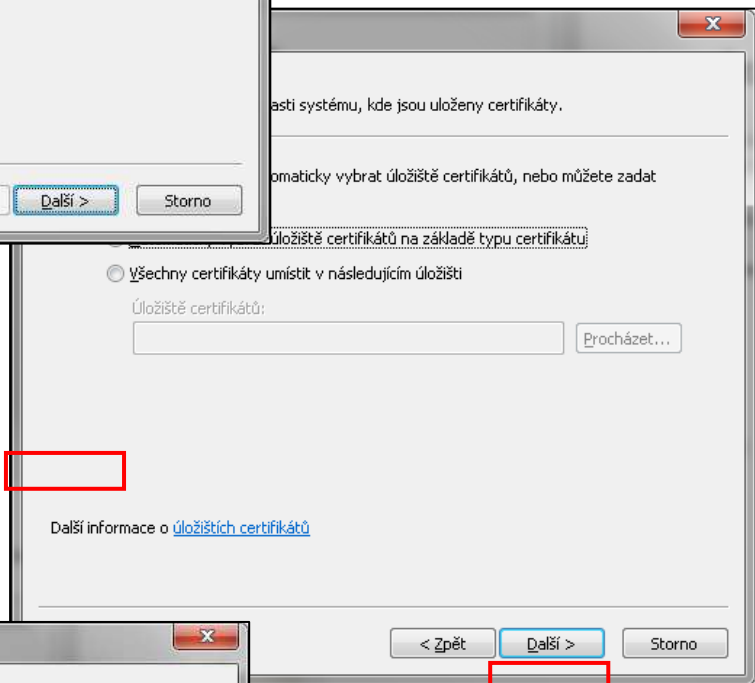 asti systému, kde jsou uloženy certifikáty.
omaticky vybrat úložiště certifikátů, nebo můžete zadat
Další >
Storno
úložiště certifikátů na základě typu certifikátu
Všechny certifikáty umístit v následujícím úložišti
Úložiště certifikátů:
Procházet...
Další informace o úložištích certifikátů
< Zpět
Další >
Storno